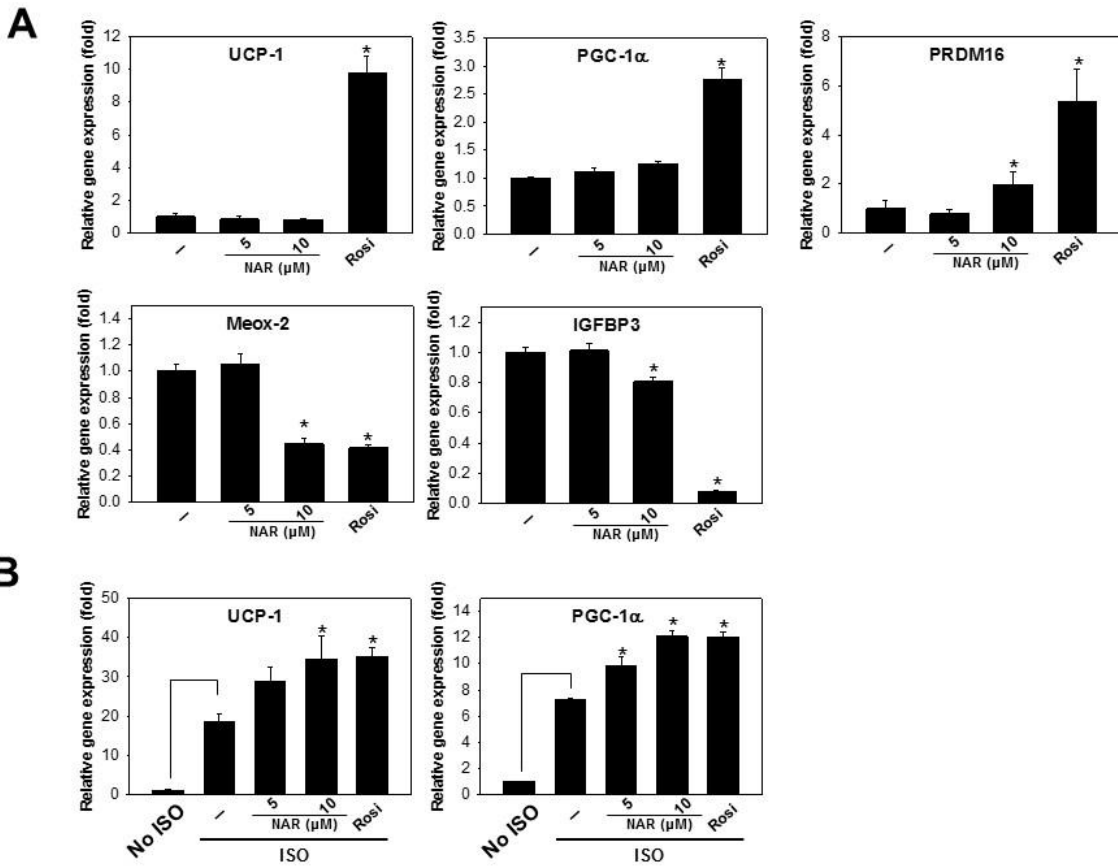 A
UCP-1
Relative gene expression (fold)
12
10
8
6
4
2
0
*
–
5
10
Rosi
NAR (µM)
PGC-1α
Relative gene expression (fold)
3.5
3.0
2.5
2.0
1.5
1.0
0.5
0.0
*
–
5
10
Rosi
NAR (µM)
PRDM16
Relative gene expression (fold)
8
6
4
2
0
*
*
–
5
10
Rosi
NAR (µM)
Meox-2
Relative gene expression (fold)
1.4
1.2
1.0
0.8
0.6
0.4
0.2
0.0
*
*
–
5
10
Rosi
NAR (µM)
IGFBP3
Relative gene expression (fold)
1.2
1.0
0.8
0.6
0.4
0.2
0.0
*
*
–
5
10
Rosi
NAR (µM)
B
UCP-1
Relative gene expression (fold)
50
40
30
20
10
0
*
*
No ISO
–
5
10
Rosi
NAR (µM)
ISO
PGC-1α
Relative gene expression (fold)
14
12
10
8
6
4
2
0
*
*
*
No ISO
–
5
10
Rosi
NAR (µM)
ISO